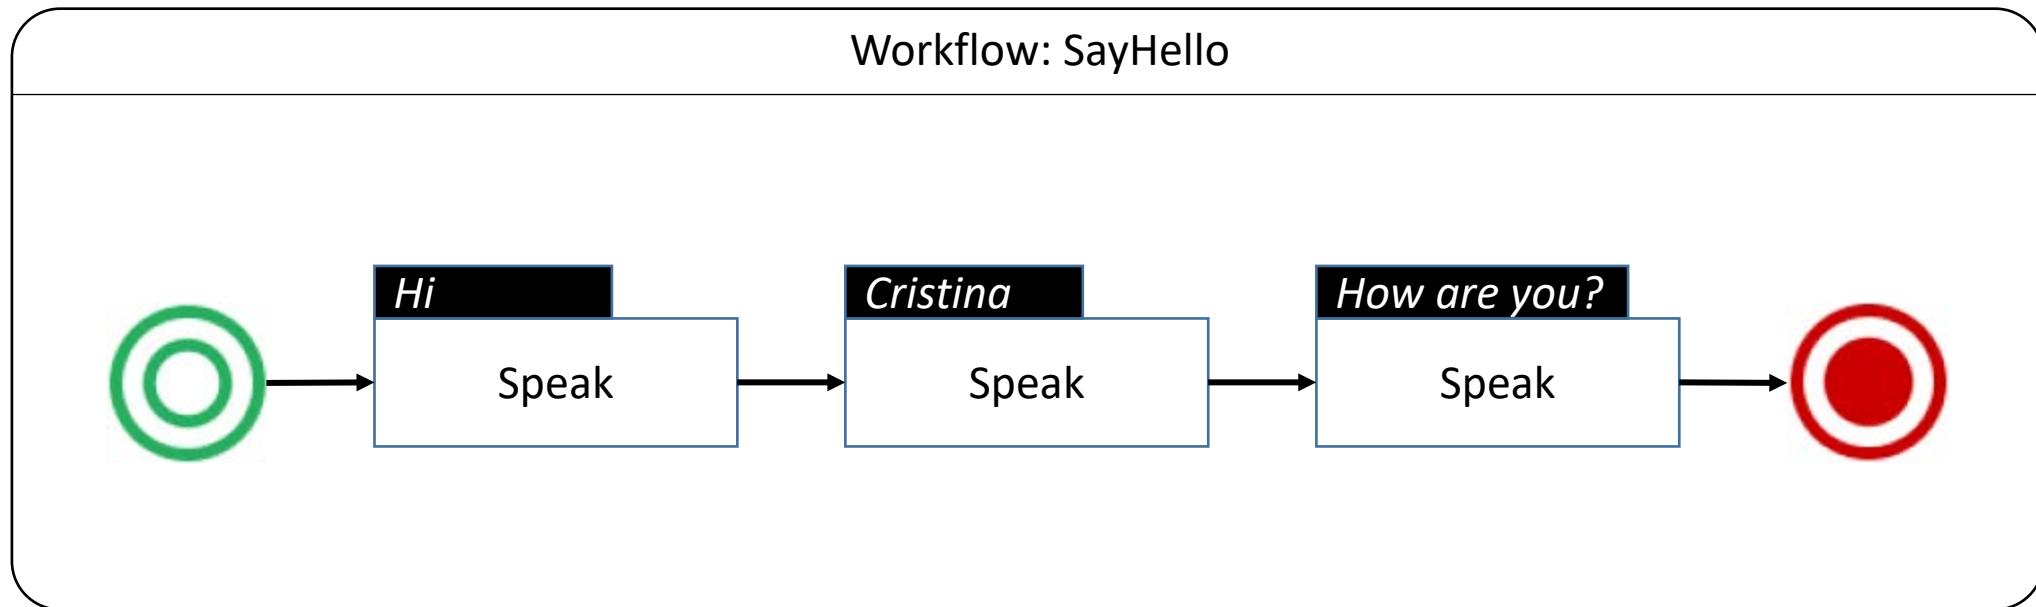 Workflow: SayHello
Hi
Speak
Cristina
Speak
How are you?
Speak